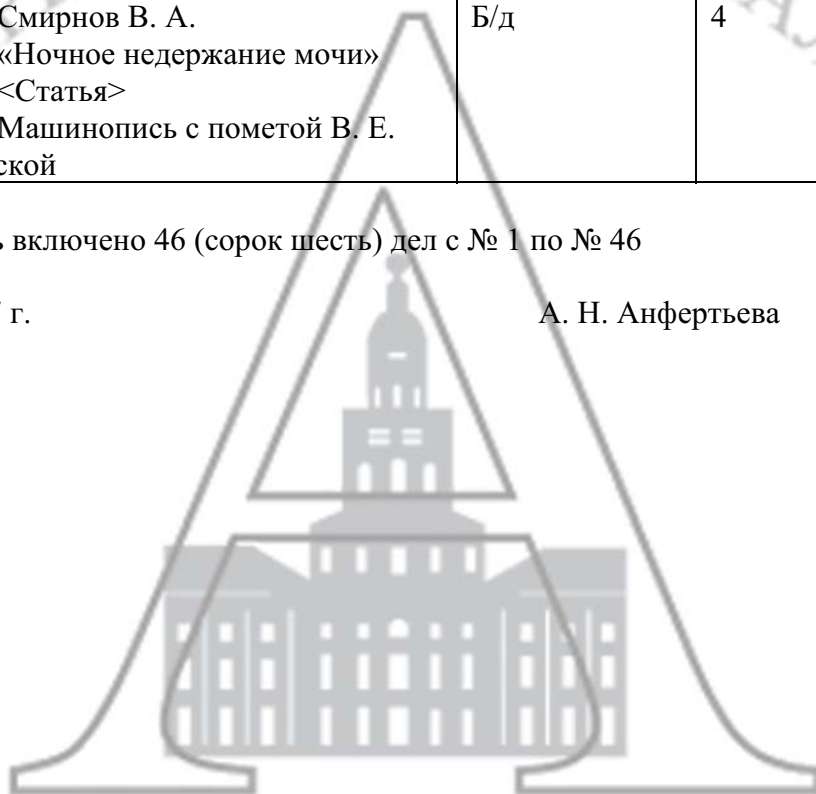 Смирнов В. А. Б/д 4
«Ночное недержание мочи»
<Статья>
Машинопись с пометой В. Е.
ской
ь включено 46 (сорок шесть) дел с № 1 по № 46
г. А. Н. Анфертьева